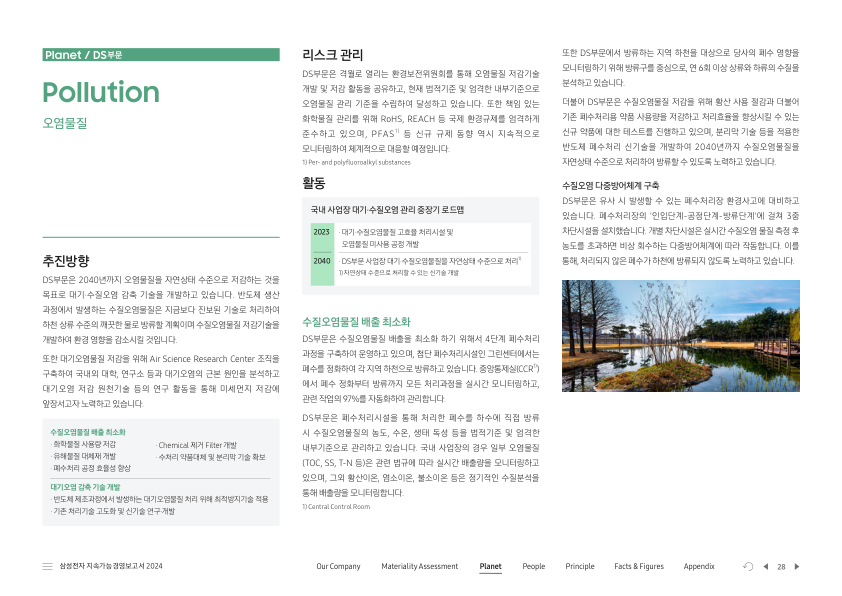 Planet / DS부문
Pollution
오염물질
추진방향
DS부문은 2040년까지 오염물질을 자연상태 수준으로 저감하는 것을
목표로 대기·수질오염 감축 기술을 개발하고 있습니다. 반도체 생산
과정에서 발생하는 수질오염물질은 지금보다 진보된 기술로 처리하여
하천 상류 수준의 깨끗한 물로 방류할 계획이며 수질오염 저감기술을
개발하여 환경 영향을 감소시킬 것입니다.
또한 대기오염물질 저감을 위해 Air Science Research Center 조직을
구축하여 국내외 대학, 연구소 등과 대기오염의 근본 원인을 분석하고
대기오염 저감 원천기술 등의 연구 활동을 통해 미세먼지 저감에
앞장서고자 노력하고 있습니다.
수질오염물질 배출 최소화
· 화학물질 사용량 저감
· 유해물질 대체재 개발
· 폐수처리 공정 효율성 향상
· Chemical 제거 Filter 개발
· 수처리 약품대체 및 분리막 기술 확보
대기오염 감축 기술 개발
· 반도체 제조과정에서 발생하는 대기오염물질 처리 위해 최적방지기술 적용
· 기존 처리기술 고도화 및 신기술 연구·개발
리스크 관리
DS부문은 격월로 열리는 환경보전위원회를 통해 오염물질 저감기술
개발 및 저감 활동을 공유하고, 현재 법적기준 및 엄격한 내부기준으로
오염물질 관리 기준을 수립하여 달성하고 있습니다. 또한 책임 있는
화학물질 관리를 위해 RoHS, REACH 등 국제 환경규제를 엄격하게
준수하고 있으며, PFAS1) 등 신규 규제 동향 역시 지속적으로
모니터링하여 체계적으로 대응할 예정입니다.
1) Per- and polyfluoroalkyl substances
활동
국내 사업장 대기·수질오염 관리 중장기 로드맵
2023 · 대기·수질오염물질 고효율 처리시설 및
오염물질 미사용 공정 개발
2040 · DS부문 사업장 대기·수질오염물질을 자연상태 수준으로 처리1)
1) 자연상태 수준으로 처리할 수 있는 신기술 개발
수질오염물질 배출 최소화
DS부문은 수질오염물질 배출을 최소화 하기 위해서 4단계 폐수처리
과정을 구축하여 운영하고 있으며, 첨단 폐수처리시설인 그린센터에서는
폐수를 정화하여 각 지역 하천으로 방류하고 있습니다. 중앙통제실(CCR1))
에서 폐수 정화부터 방류까지 모든 처리과정을 실시간 모니터링하고,
관련 작업의 97%를 자동화하여 관리합니다.
DS부문은 폐수처리시설을 통해 처리한 폐수를 하수에 직접 방류
시 수질오염물질의 농도, 수온, 생태 독성 등을 법적기준 및 엄격한
내부기준으로 관리하고 있습니다. 국내 사업장의 경우 일부 오염물질
(TOC, SS, T-N 등)은 관련 법규에 따라 실시간 배출량을 모니터링하고
있으며, 그외 황산이온, 염소이온, 불소이온 등은 정기적인 수질분석을
통해 배출량을 모니터링합니다.
1) Central Control Room
또한 DS부문에서 방류하는 지역 하천을 대상으로 당사의 폐수 영향을
모니터링하기 위해 방류구를 중심으로, 연 6회 이상 상류와 하류의 수질을
분석하고 있습니다.
더불어 DS부문은 수질오염물질 저감을 위해 황산 사용 절감과 더불어
기존 폐수처리용 약품 사용량을 저감하고 처리효율을 향상시킬 수 있는
신규 약품에 대한 테스트를 진행하고 있으며, 분리막 기술 등을 적용한
반도체 폐수처리 신기술을 개발하여 2040년까지 수질오염물질을
자연상태 수준으로 처리하여 방류할 수 있도록 노력하고 있습니다.
수질오염 다중방어체계 구축
DS부문은 유사 시 발생할 수 있는 폐수처리장 환경사고에 대비하고
있습니다. 폐수처리장의 '인입단계-공정단계-방류단계'에 걸쳐 3중
차단시설을 설치했습니다. 개별 차단시설은 실시간 수질오염 물질 측정 후
농도를 초과하면 비상 회수하는 다중방어체계에 따라 작동합니다. 이를
통해, 처리되지 않은 폐수가 하천에 방류되지 않도록 노력하고 있습니다.
삼성전자 지속가능경영보고서 2024
Our Company Materiality Assessment Planet People Principle Facts & Figures Appendix 28